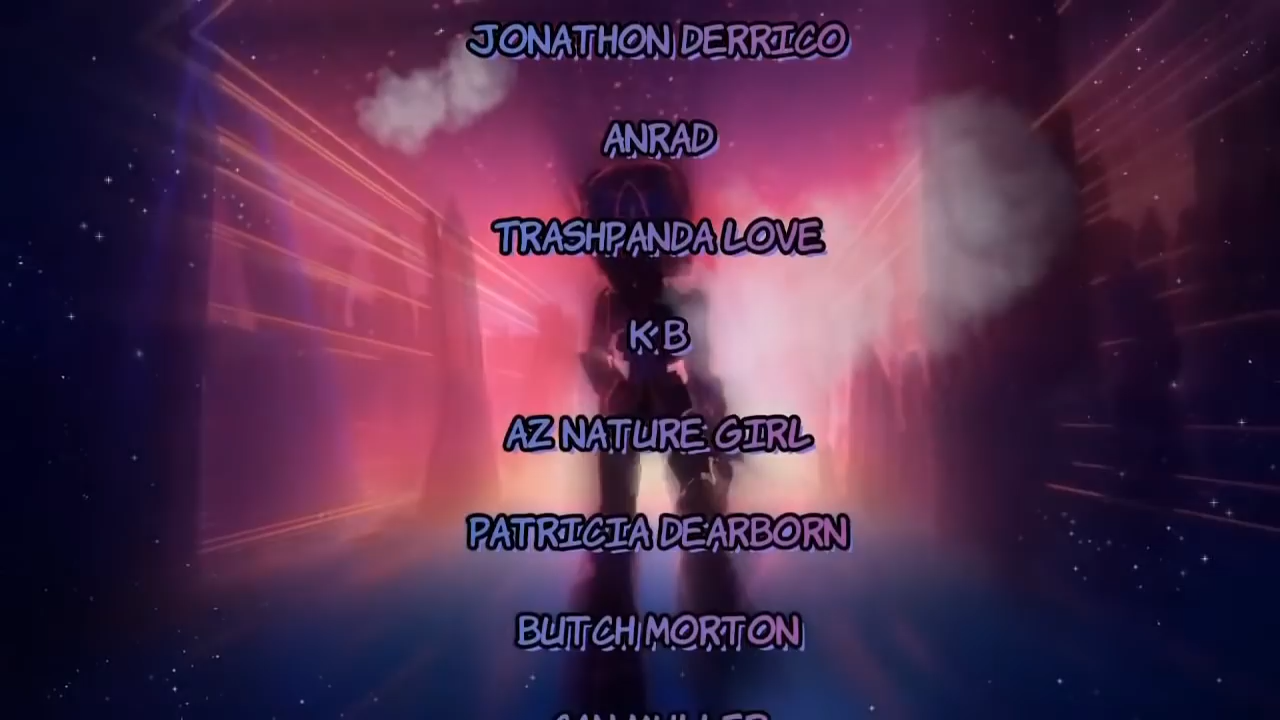 JONATHON DERRICO
ANRAD
TRASHPANDA LOVE
K B
AZ NATURE GIRL
PATRICIA DEARBORN
BUTCH MORTON